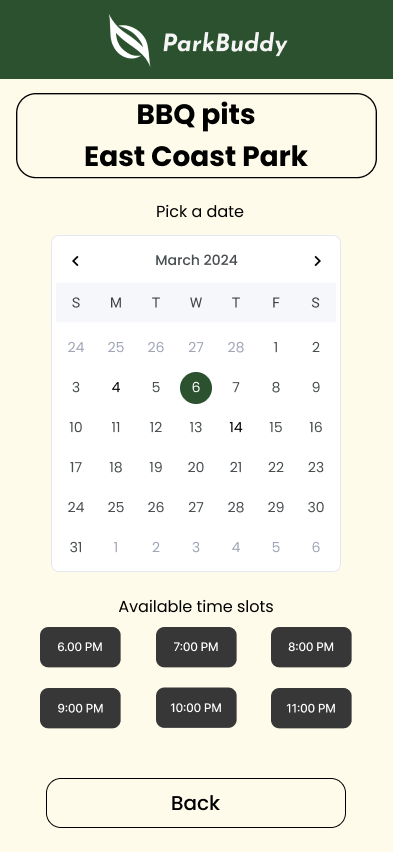 ParkBuddy
BBQ pits
East Coast Park
Pick a date
March 2024
S M T W T F S
24 25 26 27 28 1 2
3 4 5 6 7 8 9
10 11 12 13 14 15 16
17 18 19 20 21 22 23
24 25 26 27 28 29 30
31 1 2 3 4 5 6
Available time slots
6.00 PM 7:00 PM 8:00 PM
9:00 PM 10:00 PM 11:00 PM
Back